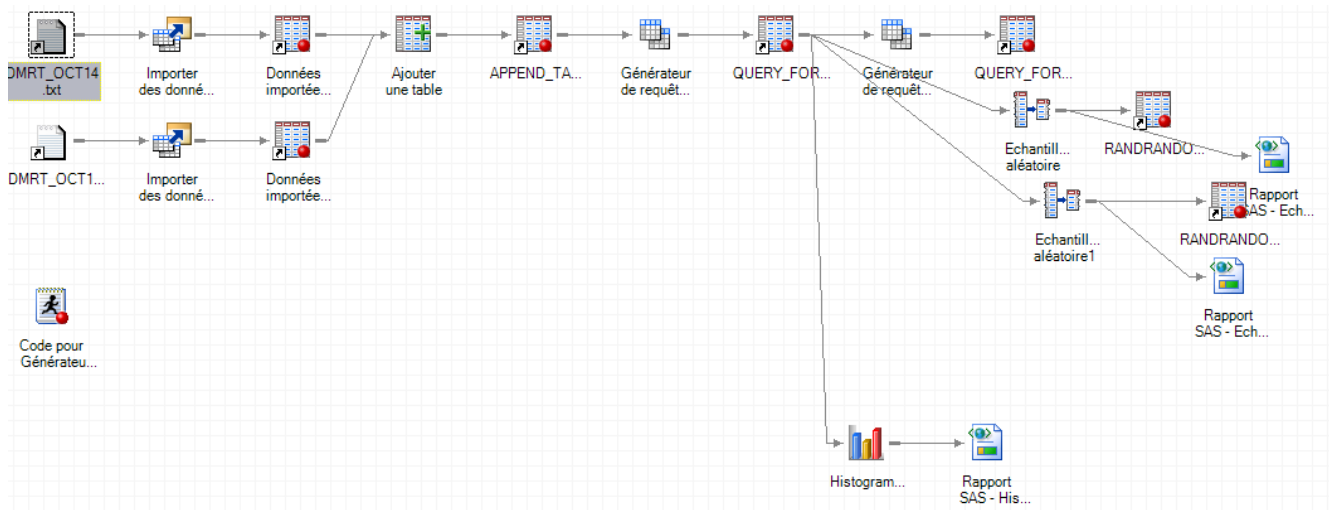 DMRT_OCT14
.txt
Importer
des donné...
Données
importée...
Ajouter
une table
APPEND_TA...
Générateur
de requêt...
QUERY_FOR...
Générateur
de requêt...
QUERY_FOR...
Echantill...
aléatoire
RANDRANDO...
Rapport
SAS - Ech...
DMRT_OCT1...
Importer
des donné...
Données
importée...
Echantill...
aléatoire1
RANDRANDO...
Rapport
SAS - Ech...
Code pour
Générateu...
Histogram...
Rapport
SAS - His...